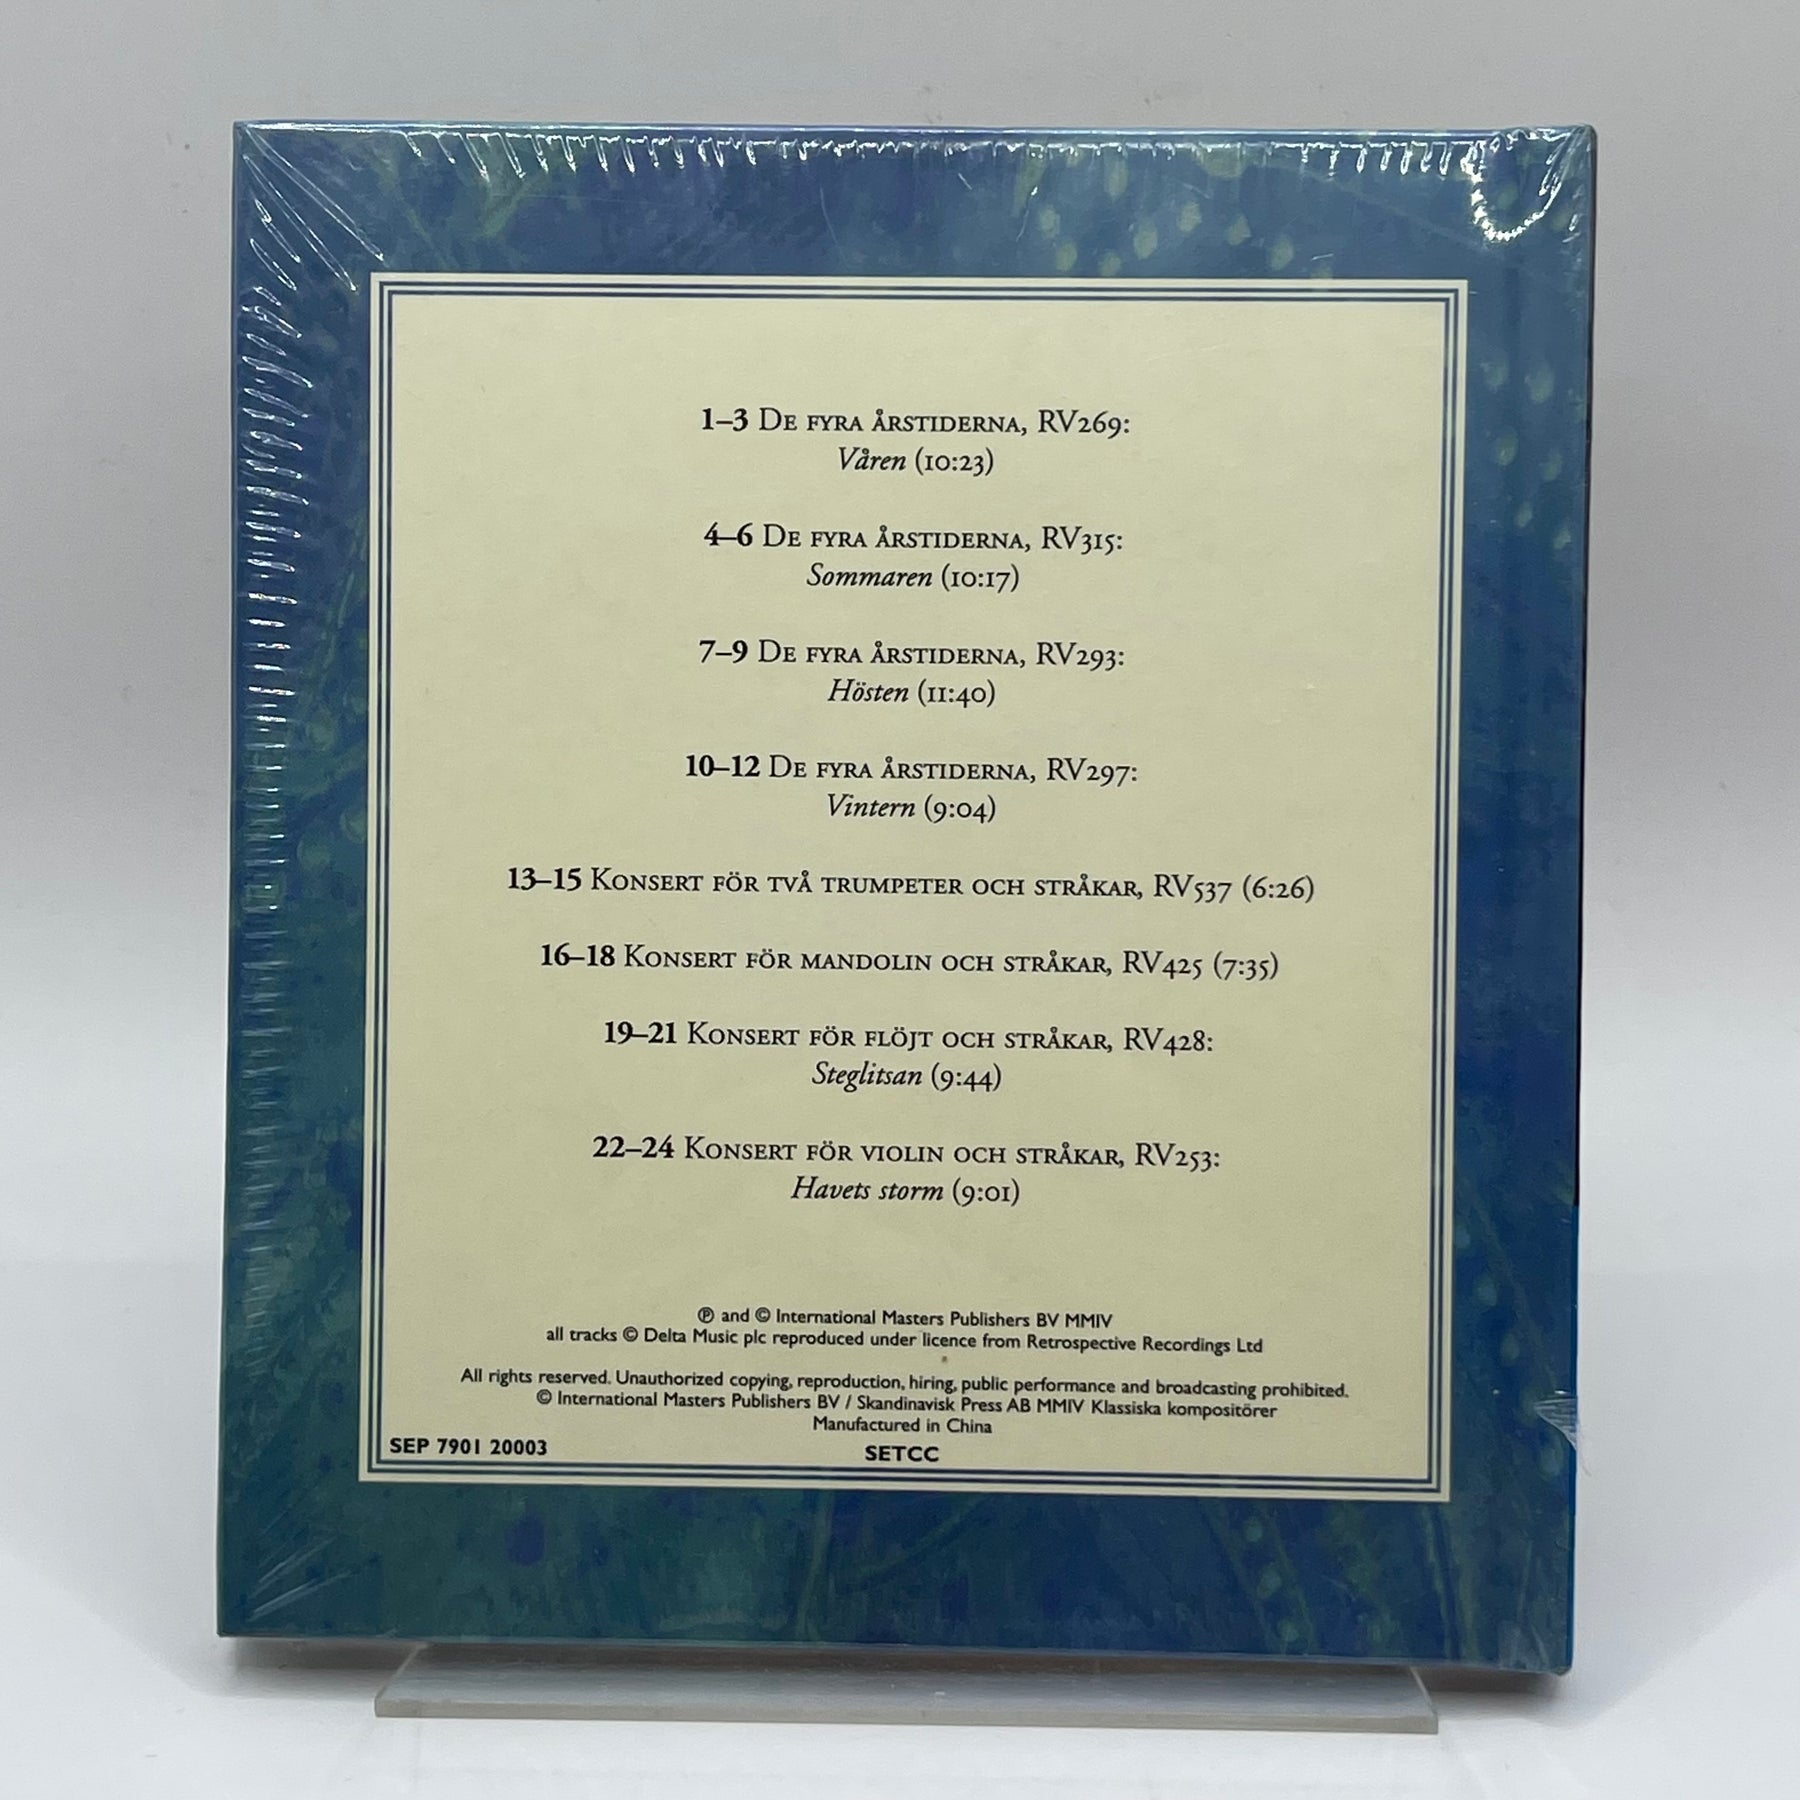 1–3 De fyra årstiderna, RV269:
Våren (10:23)
4–6 De fyra årstiderna, RV315:
Sommaren (10:17)
7–9 De fyra årstiderna, RV293:
Hösten (11:40)
10–12 De fyra årstiderna, RV297:
Vintern (9:04)
13–15 Konsert för två trumpeter och stråkar, RV537 (6:26)
16–18 Konsert för mandolin och stråkar, RV425 (7:35)
19–21 Konsert för flöjt och stråkar, RV428:
Steglitsan (9:44)
22–24 Konsert för violin och stråkar, RV253:
Havets storm (9:01)
℗ and © International Masters Publishers BV MMIV
all tracks © Delta Music plc reproduced under licence from Retrospective Recordings Ltd
All rights reserved. Unauthorized copying, reproduction, hiring, public performance and broadcasting prohibited.
© International Masters Publishers BV / Skandinavisk Press AB MMIV Klassiska kompositörer
Manufactured in China
SEP 7901 20003 SETCC